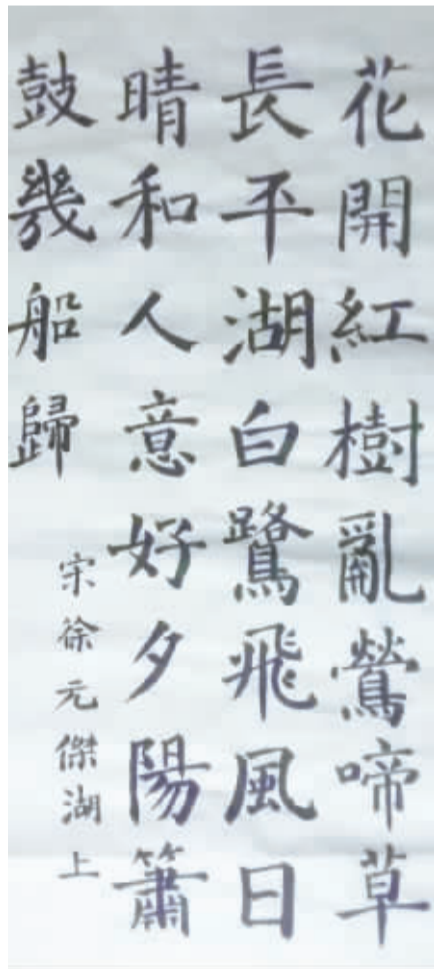 花開紅樹亂鶯啼草
長平湖白鷺飛風日
晴和人意好夕陽簫
鼓幾船歸
宋徐元傑湖上